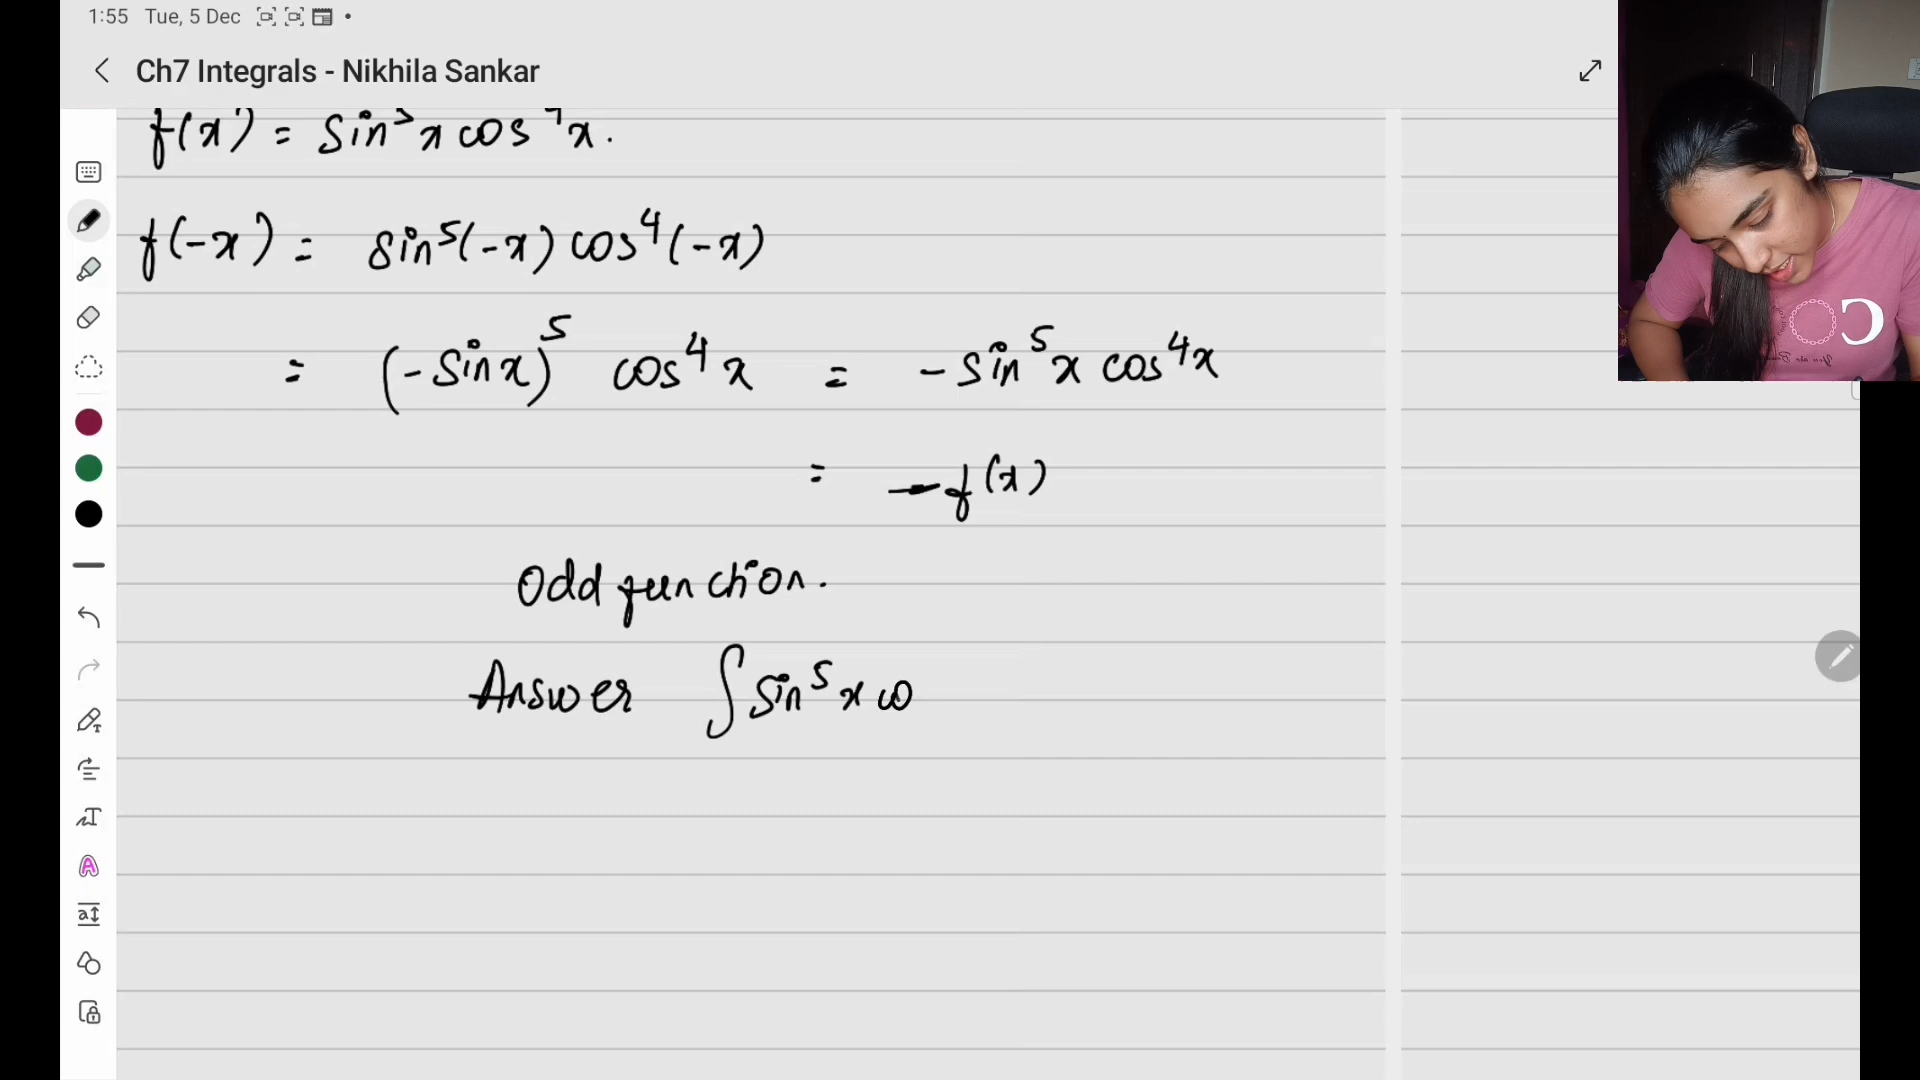 1:55 Tue, 5 Dec
Ch7 Integrals - Nikhila Sankar
f(x) = sin⁵x cos⁴x.
f(-x) = sin⁵(-x) cos⁴(-x)
= (-sinx)⁵ cos⁴x = -sin⁵x cos⁴x
= -f(x)
Odd function.
Answer ∫sin⁵x co